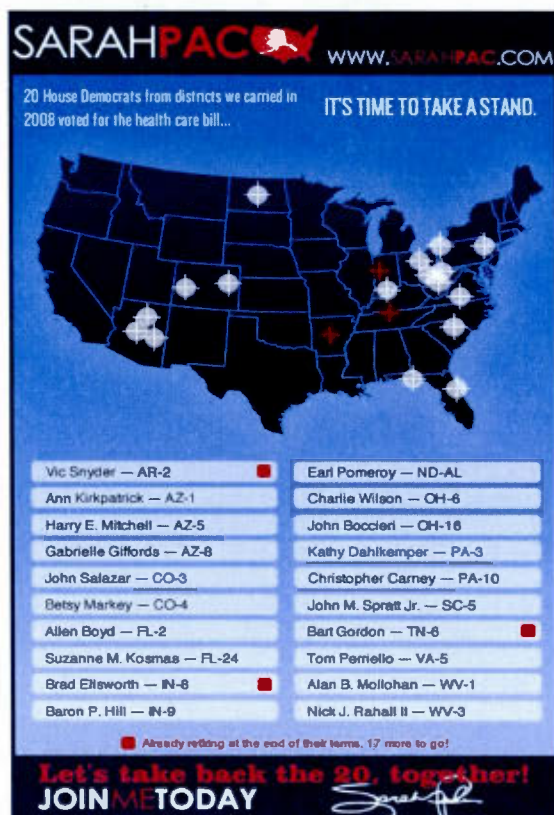 SARAHPAC
WWW.SARAHPAC.COM
20 House Democrats from districts we carried in
2008 voted for the health care bill...
IT'S TIME TO TAKE A STAND.
Vic Snyder — AR-2
Ann Kirkpatrick — AZ-1
Harry E. Mitchell — AZ-5
Gabrielle Giffords — AZ-8
John Salazar — CO-3
Betsy Markey — CO-4
Allen Boyd — FL-2
Suzanne M. Kosmas — FL-24
Brad Ellsworth — IN-8
Baron P. Hill — IN-9
Earl Pomeroy — ND-AL
Charlie Wilson — OH-6
John Boccieri — OH-16
Kathy Dahlkemper — PA-3
Christopher Carney — PA-10
John M. Spratt Jr. — SC-5
Bart Gordon — TN-6
Tom Perriello — VA-5
Alan B. Mollohan — WV-1
Nick J. Rahall II — WV-3
Already retiring at the end of their terms, 17 more to go!
Let's take back the 20, together!
JOIN ME TODAY